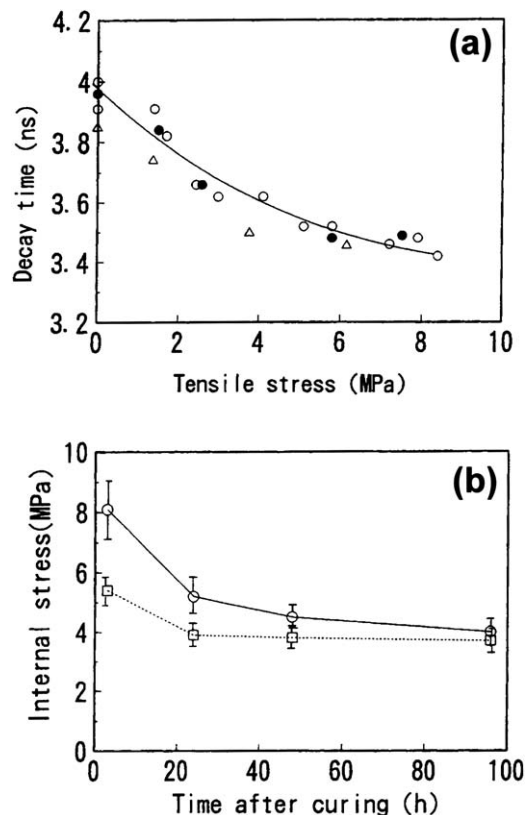 (a)
4.2
4
3.8
3.6
3.4
3.2
Decay time (ns)
0 2 4 6 8 10
Tensile stress (MPa)
(b)
10
8
6
4
2
0
Internal stress(MPa)
0 20 40 60 80 100
Time after curing (h)